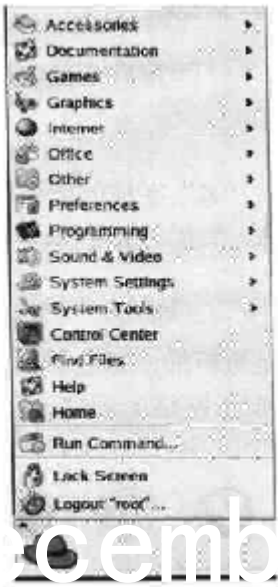 Accessories
Documentation
Games
Graphics
Internet
Office
Other
Preferences
Programming
Sound & Video
System Settings
System Tools
Control Center
Find Files
Help
Home
Run Command...
Lock Screen
Logout "root"...
ecemb